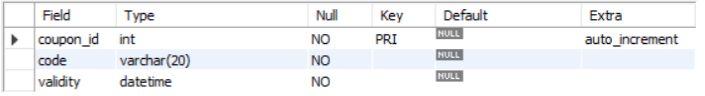 Field Type Null Key Default Extra
coupon_id int NO PRI NULL auto_increment
code varchar(20) NO NULL
validity datetime NO NULL